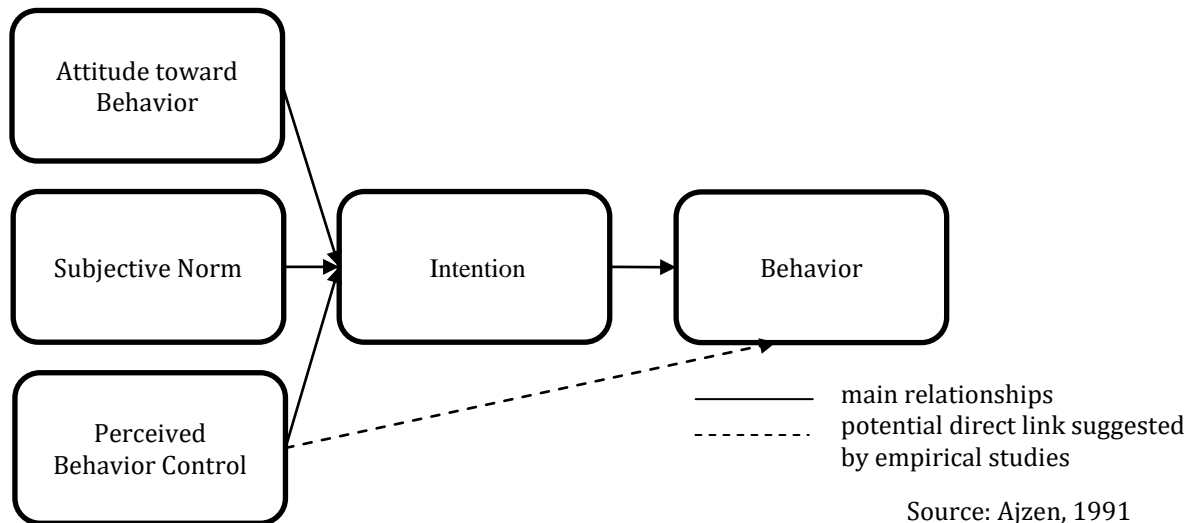 Attitude toward
Behavior
Subjective Norm
Intention
Behavior
Perceived
Behavior Control
main relationships
potential direct link suggested
by empirical studies
Source: Ajzen, 1991